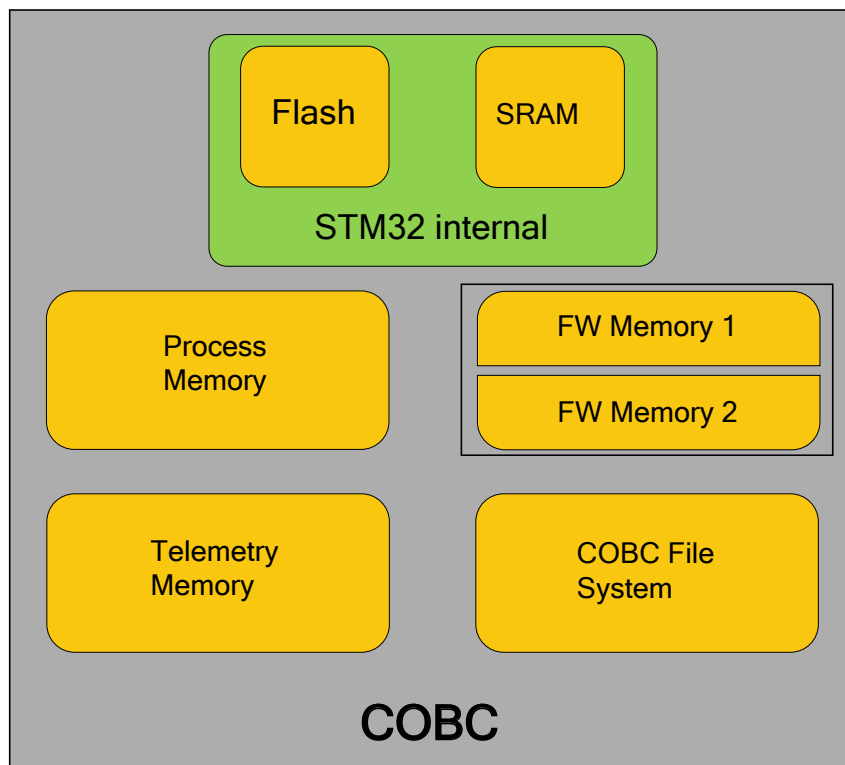 Flash
SRAM
STM32 internal
Process
Memory
FW Memory 1
FW Memory 2
Telemetry
Memory
COBC File
System
COBC